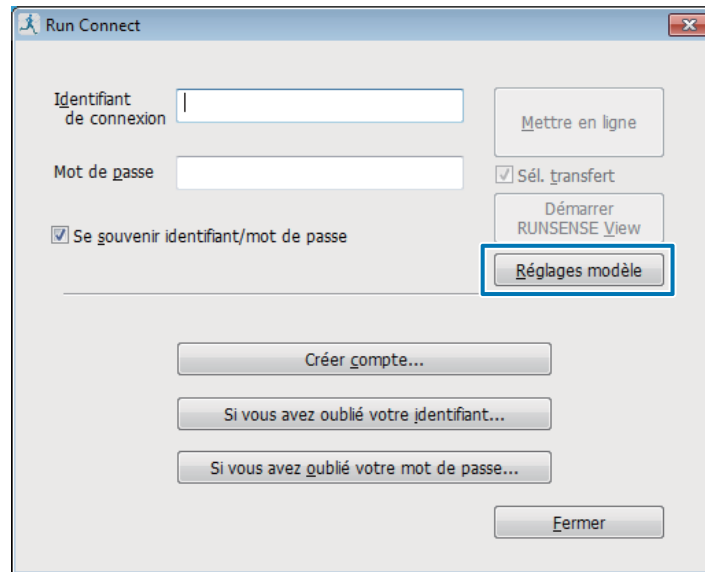 Run Connect
Identifiant
de connexion
Mettre en ligne
Mot de passe
Sél. transfert
Démarrer
RUNSENSE View
Se souvenir identifiant/mot de passe
Réglages modèle
Créer compte...
Si vous avez oublié votre identifiant...
Si vous avez oublié votre mot de passe...
Fermer